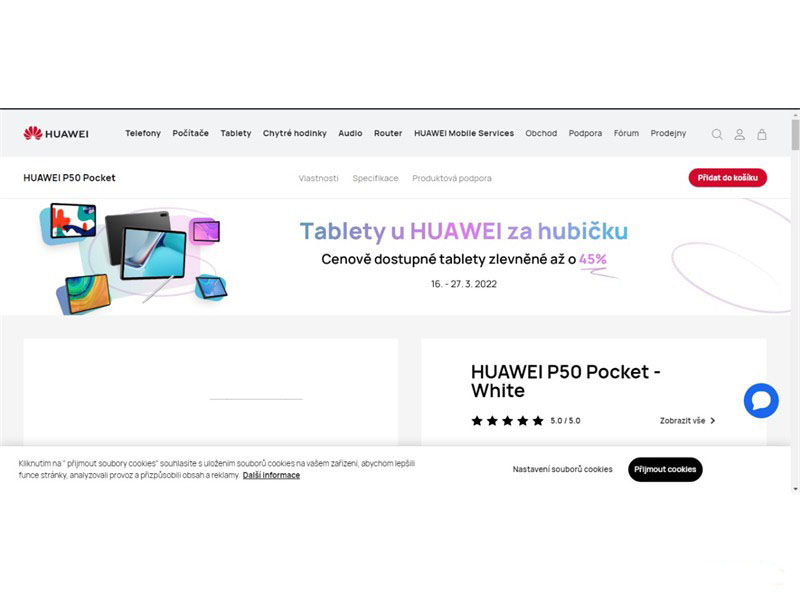 HUAWEI
Telefony Počítače Tablety Chytré hodinky Audio Router HUAWEI Mobile Services Obchod Podpora Fórum Prodejny
HUAWEI P50 Pocket
Vlastnosti Specifikace Produktová podpora
Přidat do košíku
Tablety u HUAWEI za hubičku
Cenově dostupné tablety zlevněné až o 45%
16. - 27. 3. 2022
HUAWEI P50 Pocket -
White
5.0 / 5.0
Zobrazit vše
Kliknutím na " přijmout soubory cookies" souhlasíte s uložením souborů cookies na vašem zařízení, abychom lepšili
funce stránky, analyzovali provoz a přizpůsobili obsah a reklamy. Další informace
Nastavení souborů cookies
Přijmout cookies